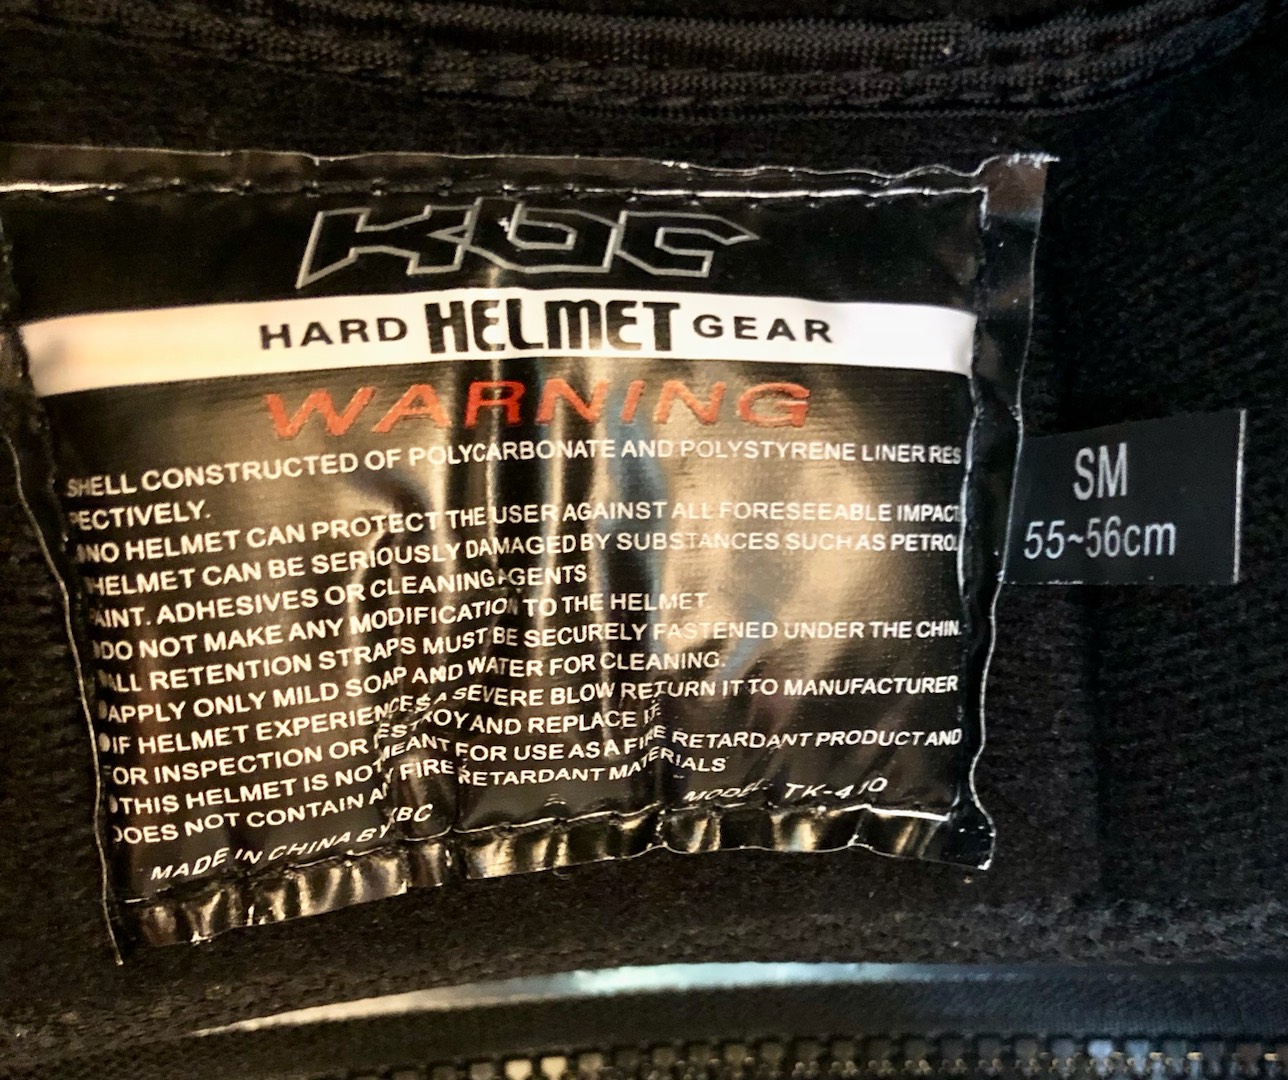 KBC
HARD HELMET GEAR
WARNING
SHELL CONSTRUCTED OF POLYCARBONATE AND POLYSTYRENE LINER RES
PECTIVELY.
NO HELMET CAN PROTECT THE USER AGAINST ALL FORESEEABLE IMPACT
HELMET CAN BE SERIOUSLY DAMAGED BY SUBSTANCES SUCH AS PETROL
AINT. ADHESIVES OR CLEANING AGENTS
DO NOT MAKE ANY MODIFICATION TO THE HELMET
ALL RETENTION STRAPS MUST BE SECURELY FASTENED UNDER THE CHIN.
APPLY ONLY MILD SOAP AND WATER FOR CLEANING.
IF HELMET EXPERIENCES A SEVERE BLOW RETURN IT TO MANUFACTURER
FOR INSPECTION OR DESTROY AND REPLACE IT
THIS HELMET IS NOT MEANT FOR USE AS A FIRE RETARDANT PRODUCT AND
DOES NOT CONTAIN ANY FIRE RETARDANT MATERIALS
MADE IN CHINA BY KBC MODEL: TK-410
SM
55~56cm